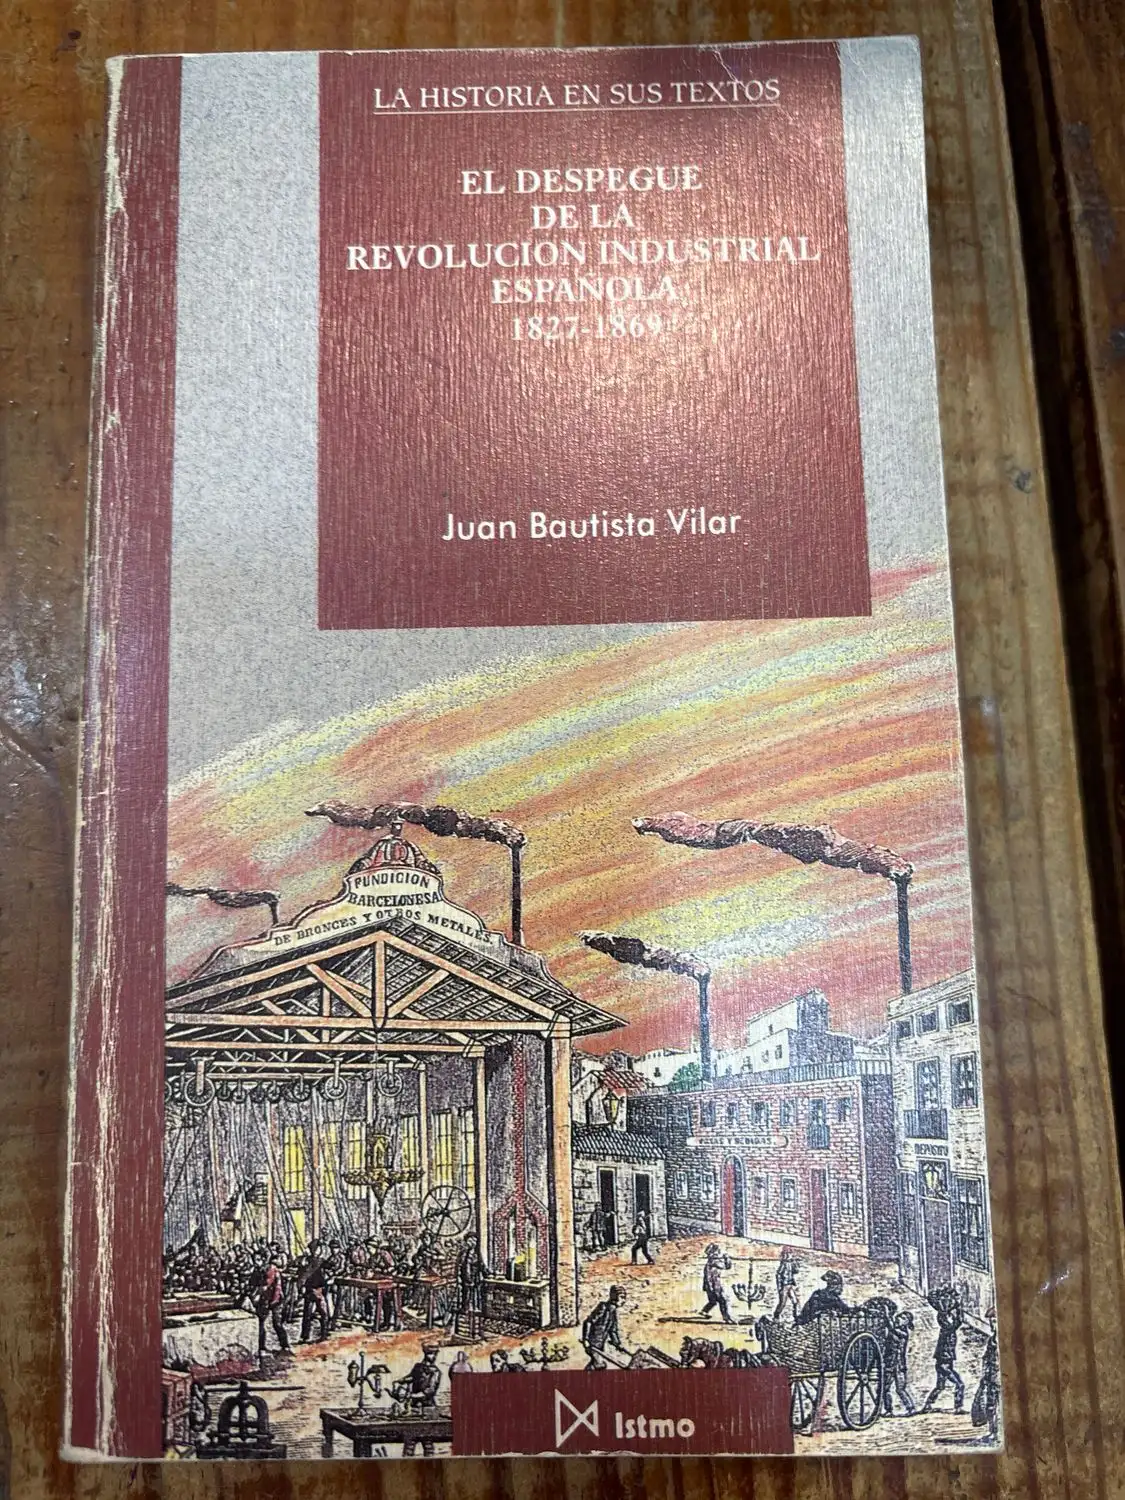 LA HISTORIA EN SUS TEXTOS
EL DESPEGUE
DE LA
REVOLUCION INDUSTRIAL
ESPAÑOLA
1827-1869
Juan Bautista Vilar
FUNDICION
BARCELONESA
DE BRONCES Y OTROS METALES.
Istmo